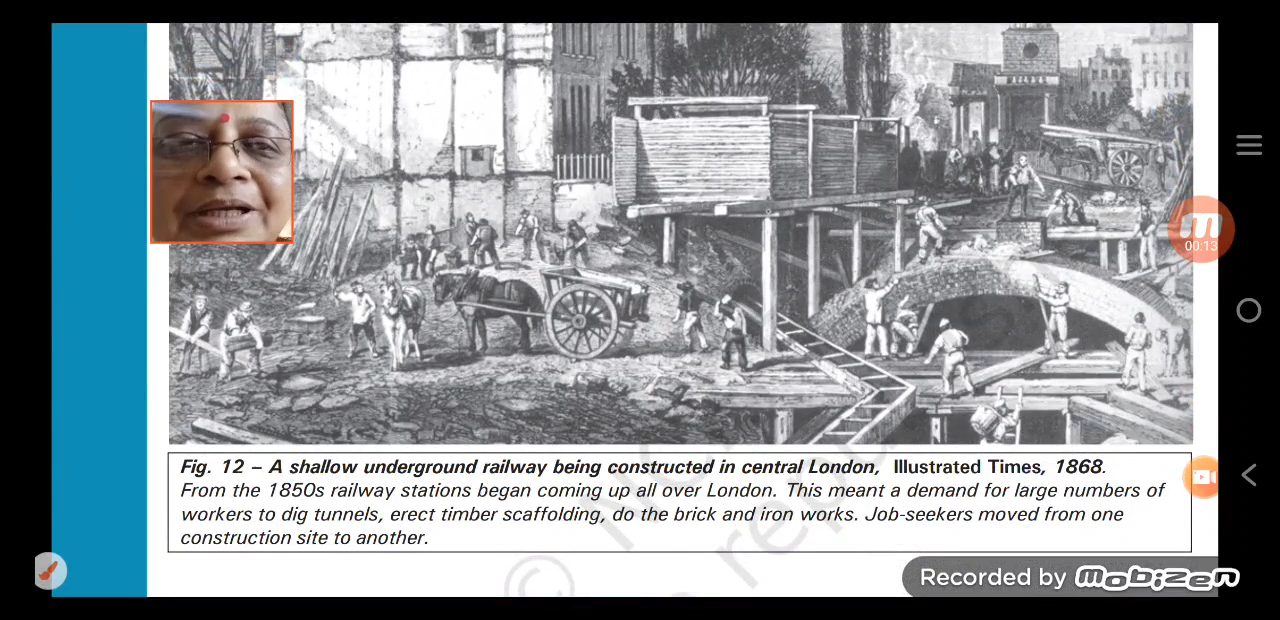 00:13
Fig. 12 – A shallow underground railway being constructed in central London, Illustrated Times, 1868.
From the 1850s railway stations began coming up all over London. This meant a demand for large numbers of
workers to dig tunnels, erect timber scaffolding, do the brick and iron works. Job-seekers moved from one
construction site to another.
©
Recorded by Mobizen